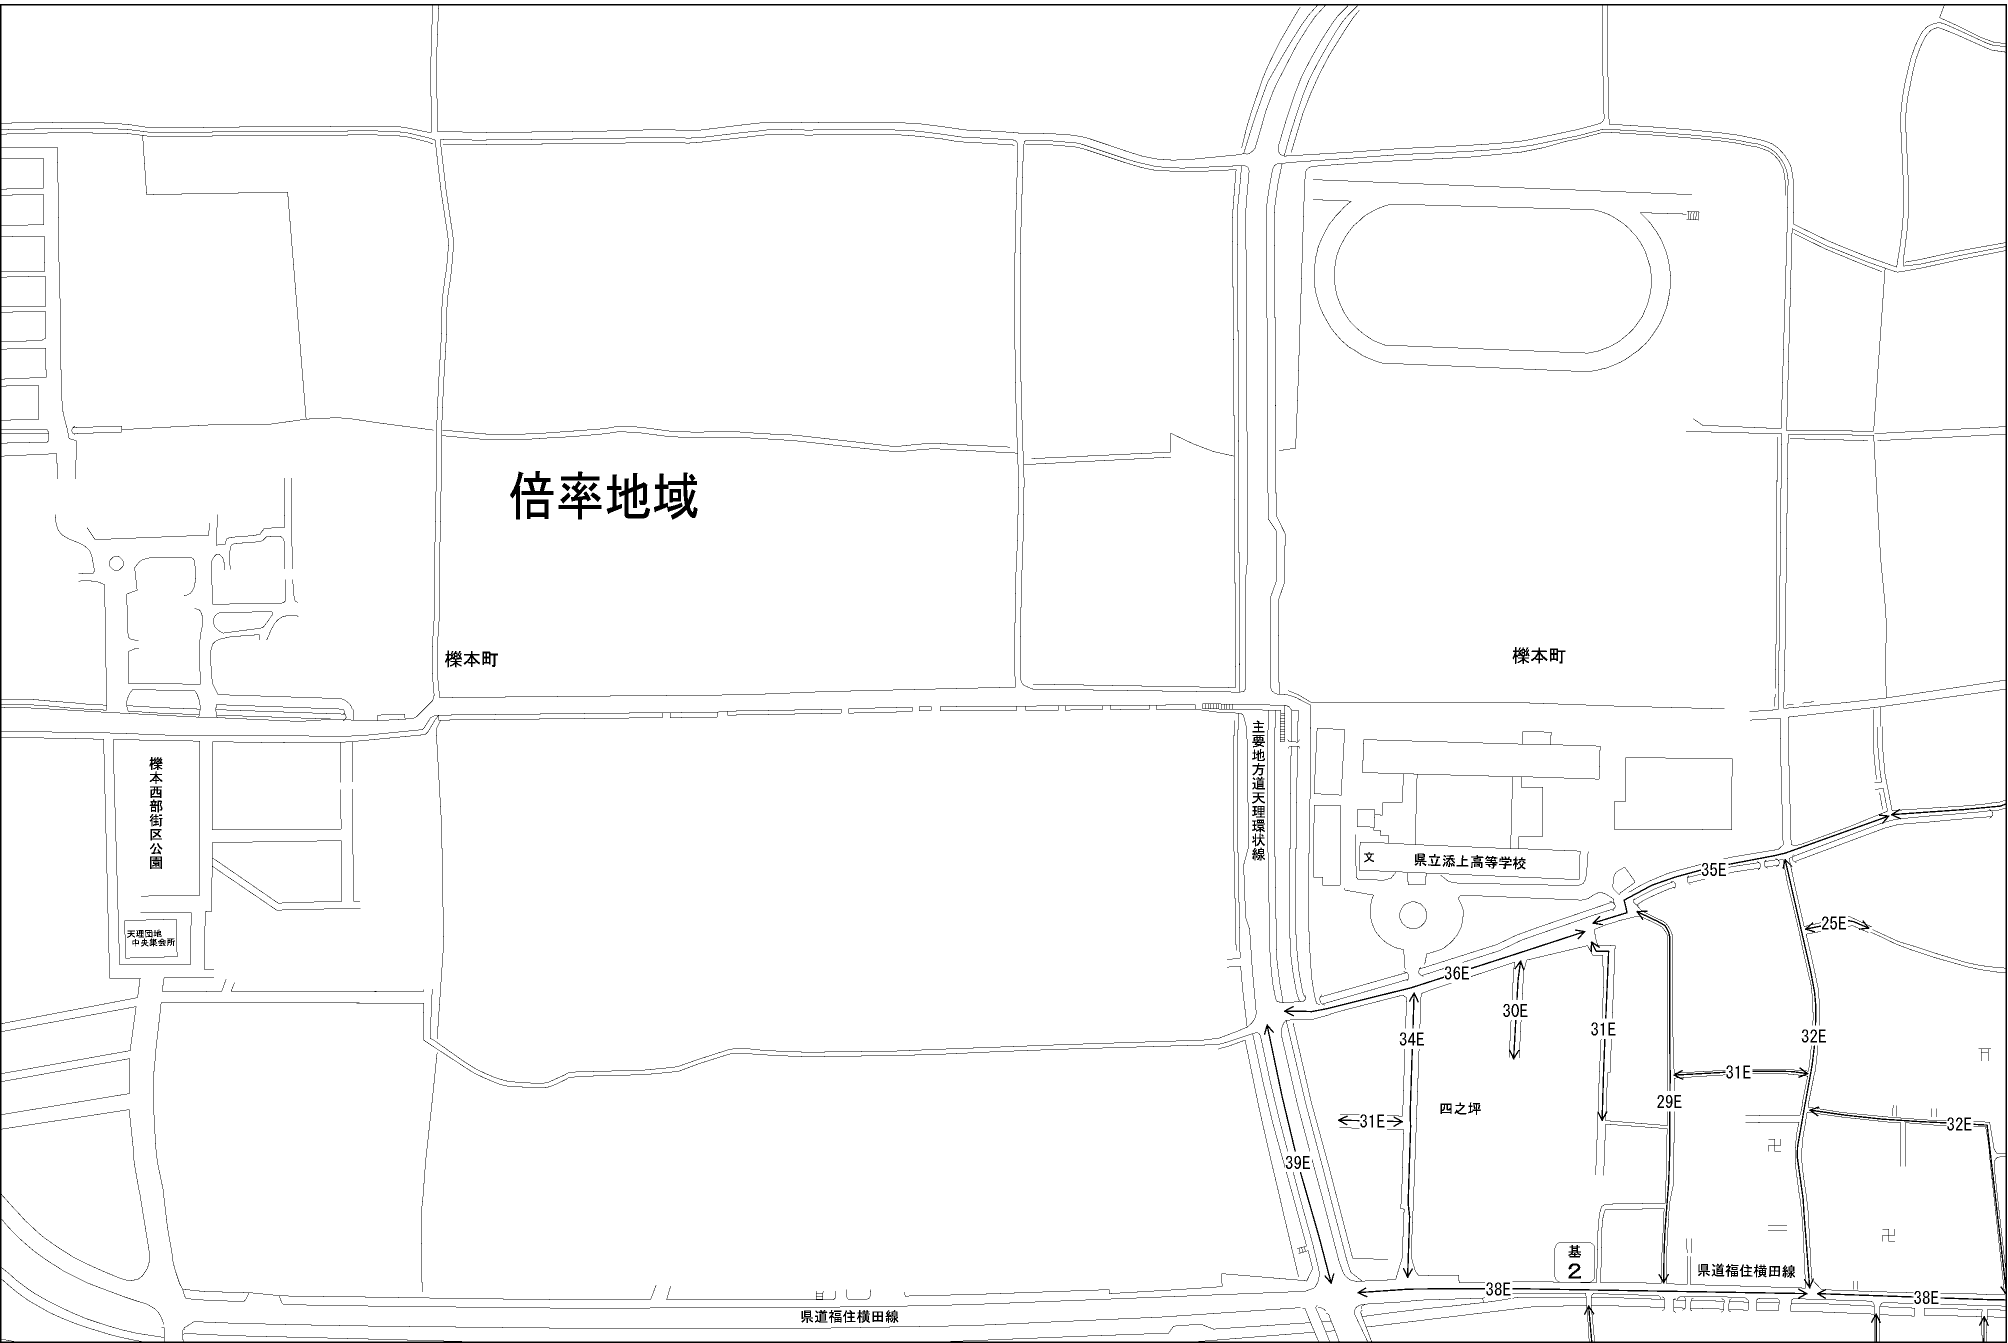 倍率地域
櫟本町
櫟本町
主要地方道天理環状線
櫟本西部街区公園
文
県立添上高等学校
35E
天理団地
中央集会所
25E
36E
30E
31E
34E
32E
31E
29E
四之坪
31E
32E
39E
基
2
県道福住横田線
38E
38E
県道福住横田線